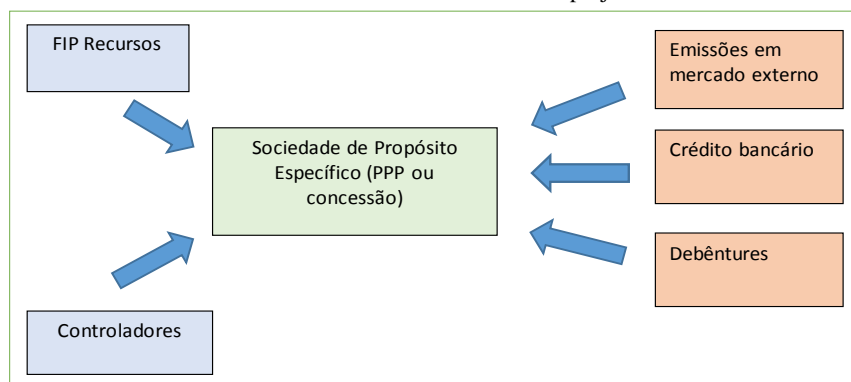 FIP Recursos
Controladores
Sociedade de Propósito
Específico (PPP ou
concessão)
Emissões em
mercado externo
Crédito bancário
Debêntures